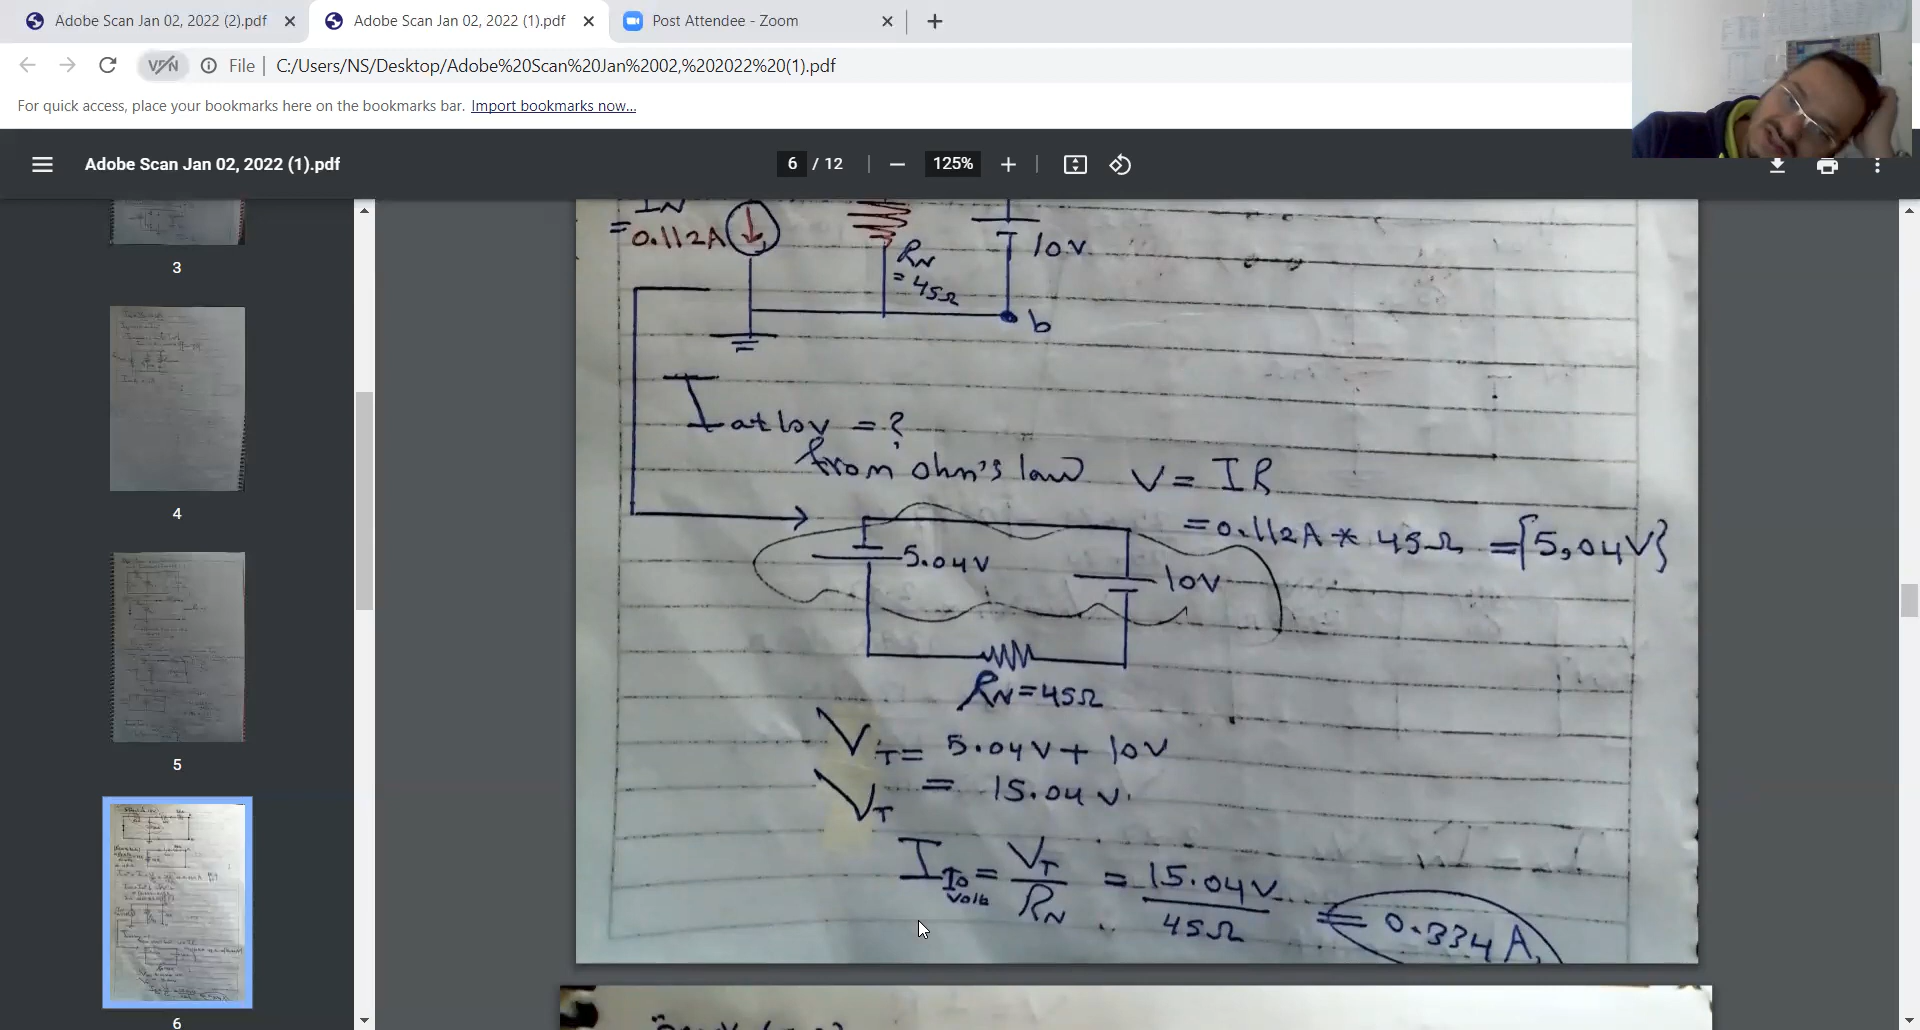 Adobe Scan Jan 02, 2022 (2).pdf
Adobe Scan Jan 02, 2022 (1).pdf
Post Attendee - Zoom
VPN
File
C:/Users/NS/Desktop/Adobe%20Scan%20Jan%2002,%202022%20(1).pdf
For quick access, place your bookmarks here on the bookmarks bar. Import bookmarks now...
Adobe Scan Jan 02, 2022 (1).pdf
6 / 12
125%
3
4
5
6
IN
= 0.112A
RN
= 45Ω
10V
b
I at 10V = ?
from ohm's law V = IR
= 0.112A * 45Ω = {5,04V}
5.04V
10V
RN = 45Ω
VT = 5.04V + 10V
VT = 15.04V.
I 10 Volt = VT / RN = 15.04V / 45Ω = 0.334 A,